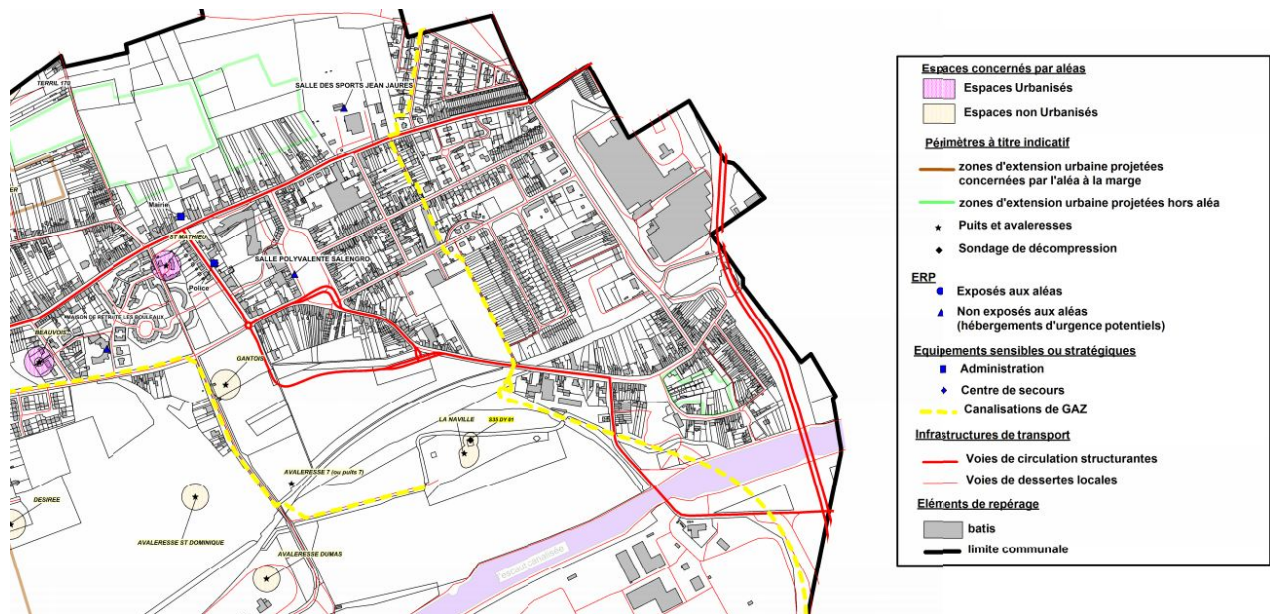 TERRIL 170
SALLE DES SPORTS JEAN JAURES
Mairie
ST MATHIEU
SALLE POLYVALENTE SALENGRO
Police
MAISON DE RETRAITE LES BOULEAUX
BEAUVOIS
GANTOIS
LA NAVILLE
S35 DY 01
AVALERESSE 7 (ou puits 7)
DESIREE
AVALERESSE ST DOMINIQUE
AVALERESSE DUMAS
l'escaut canalisée
Espaces concernés par aléas
Espaces Urbanisés
Espaces non Urbanisés
Périmètres à titre indicatif
zones d'extension urbaine projetées
concernées par l'aléa à la marge
zones d'extension urbaine projetées hors aléa
Puits et avaleresses
Sondage de décompression
ERP
Exposés aux aléas
Non exposés aux aléas
(hébergements d'urgence potentiels)
Equipements sensibles ou stratégiques
Administration
Centre de secours
Canalisations de GAZ
Infrastructures de transport
Voies de circulation structurantes
Voies de dessertes locales
Eléments de repérage
batis
limite communale